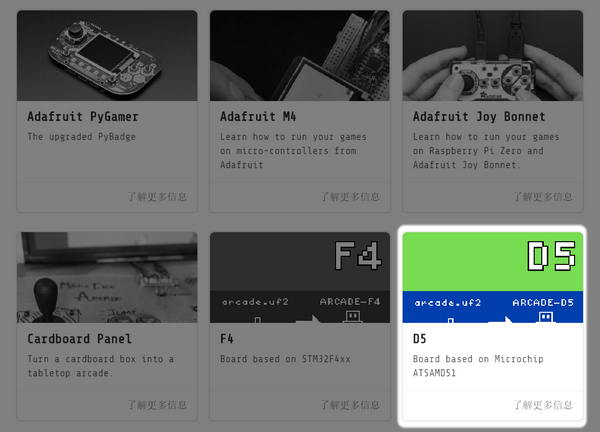 Adafruit PyGamer
The upgraded PyBadge
了解更多信息
Adafruit M4
Learn how to run your games
on micro-controllers from
Adafruit
了解更多信息
Adafruit Joy Bonnet
Learn how to run your games
on Raspberry Pi Zero and
Adafruit Joy Bonnet.
了解更多信息
Cardboard Panel
Turn a cardboard box into a
tabletop arcade.
了解更多信息
F4
arcade.uf2 ARCADE-F4
F4
Board based on STM32F4xx
了解更多信息
D5
arcade.uf2 ARCADE-D5
D5
Board based on Microchip
ATSAMD51
了解更多信息